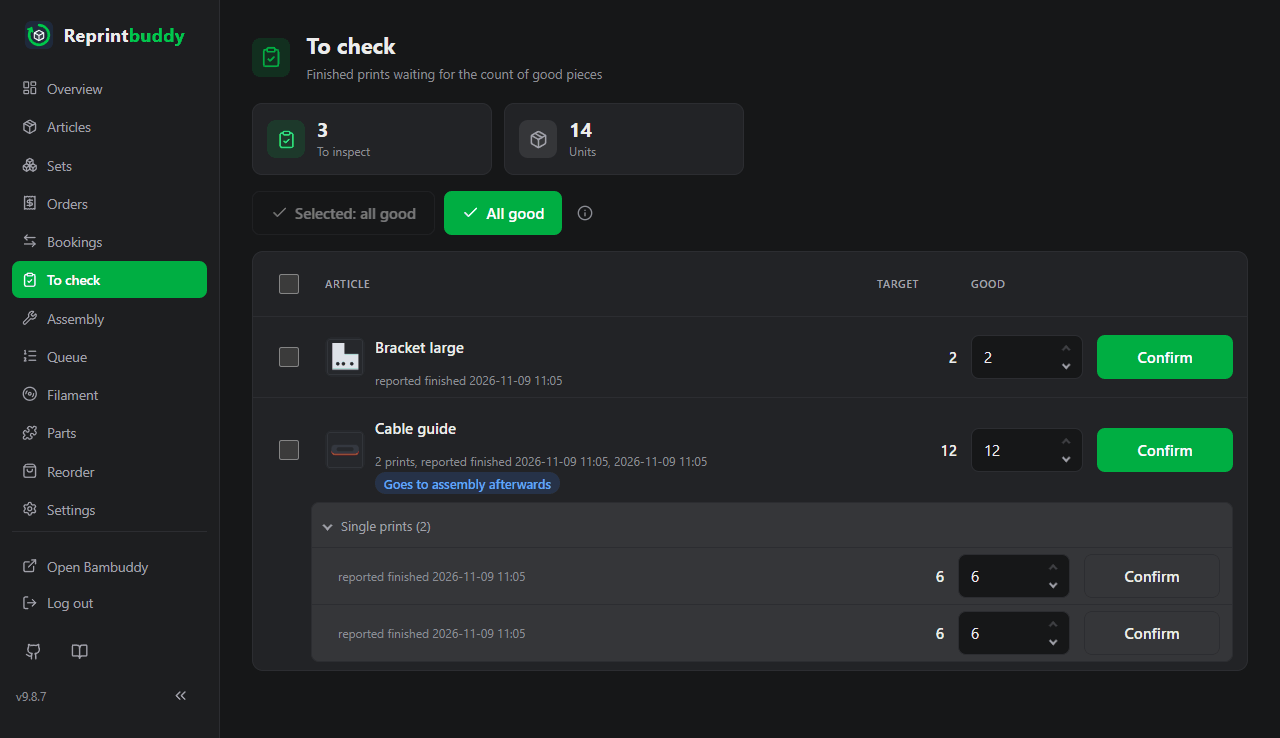 Reprintbuddy
Overview
Articles
Sets
Orders
Bookings
To check
Assembly
Queue
Filament
Parts
Reorder
Settings
Open Bambuddy
Log out
v9.8.7
To check
Finished prints waiting for the count of good pieces
3
To inspect
14
Units
Selected: all good
All good
ARTICLE TARGET GOOD
Bracket large
reported finished 2026-11-09 11:05
2 2 Confirm
Cable guide
2 prints, reported finished 2026-11-09 11:05, 2026-11-09 11:05
Goes to assembly afterwards
12 12 Confirm
Single prints (2)
reported finished 2026-11-09 11:05 6 6 Confirm
reported finished 2026-11-09 11:05 6 6 Confirm